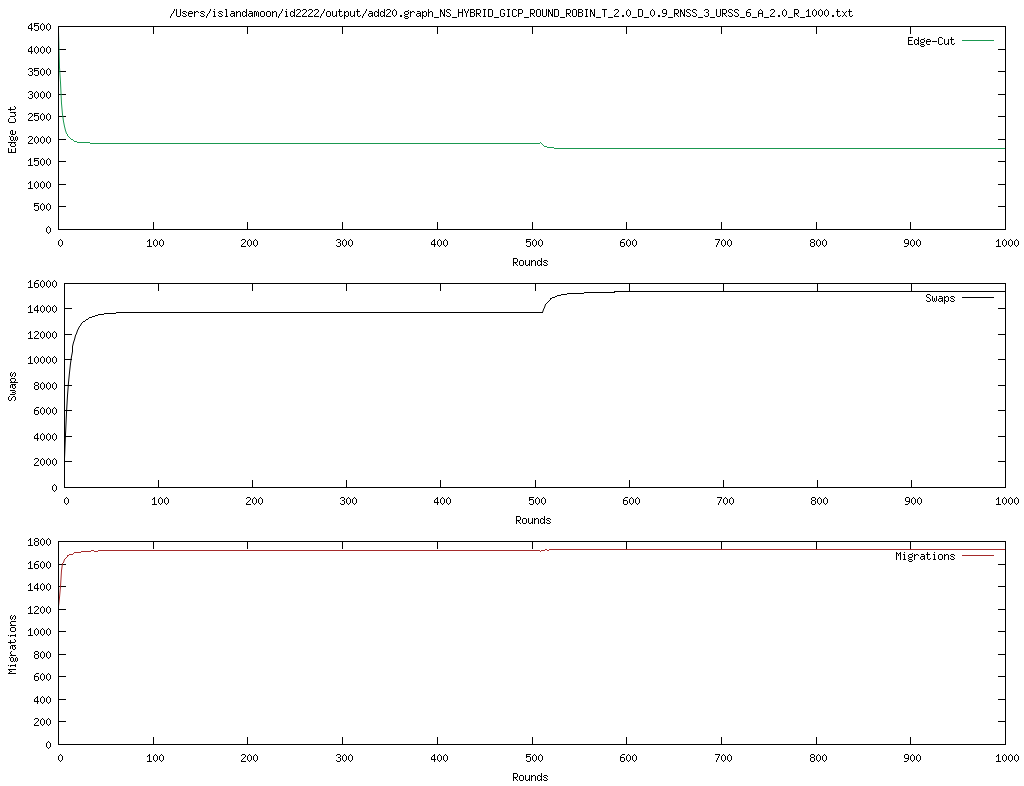 /Users/islandamoon/id2222/output/add20.graph_NS_HYBRID_GICP_ROUND_ROBIN_T_2.0_D_0.9_RNSS_3_URSS_6_A_2.0_R_1000.txt
4500
Edge-Cut
4000
3500
3000
2500
2000
1500
1000
500
0
Edge Cut
0 100 200 300 400 500 600 700 800 900 1000
Rounds
16000
Swaps
14000
12000
10000
8000
6000
4000
2000
0
Swaps
0 100 200 300 400 500 600 700 800 900 1000
Rounds
1800
Migrations
1600
1400
1200
1000
800
600
400
200
0
Migrations
0 100 200 300 400 500 600 700 800 900 1000
Rounds